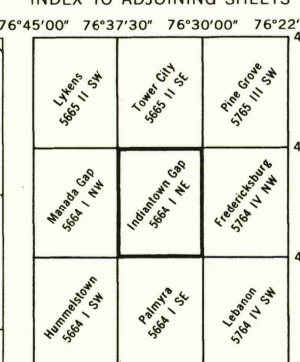 INDEX TO ADJOINING SHEETS
76°45'00" 76°37'30" 76°30'00" 76°22'
Lykens
5665 II SW
Tower City
5665 II SE
Pine Grove
5765 III SW
Manada Gap
5664 I NW
Indiantown Gap
5664 I NE
Fredericksburg
5764 IV NW
Hummelstown
5664 I SW
Palmyra
5664 I SE
Lebanon
5764 IV SW